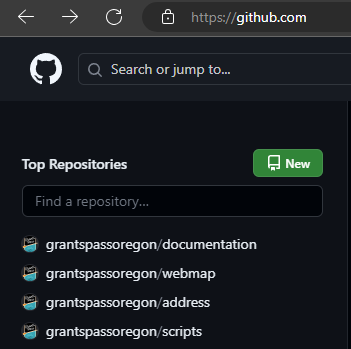 https://github.com
Search or jump to...
Top Repositories
New
Find a repository...
grantspassoregon/documentation
grantspassoregon/webmap
grantspassoregon/address
grantspassoregon/scripts